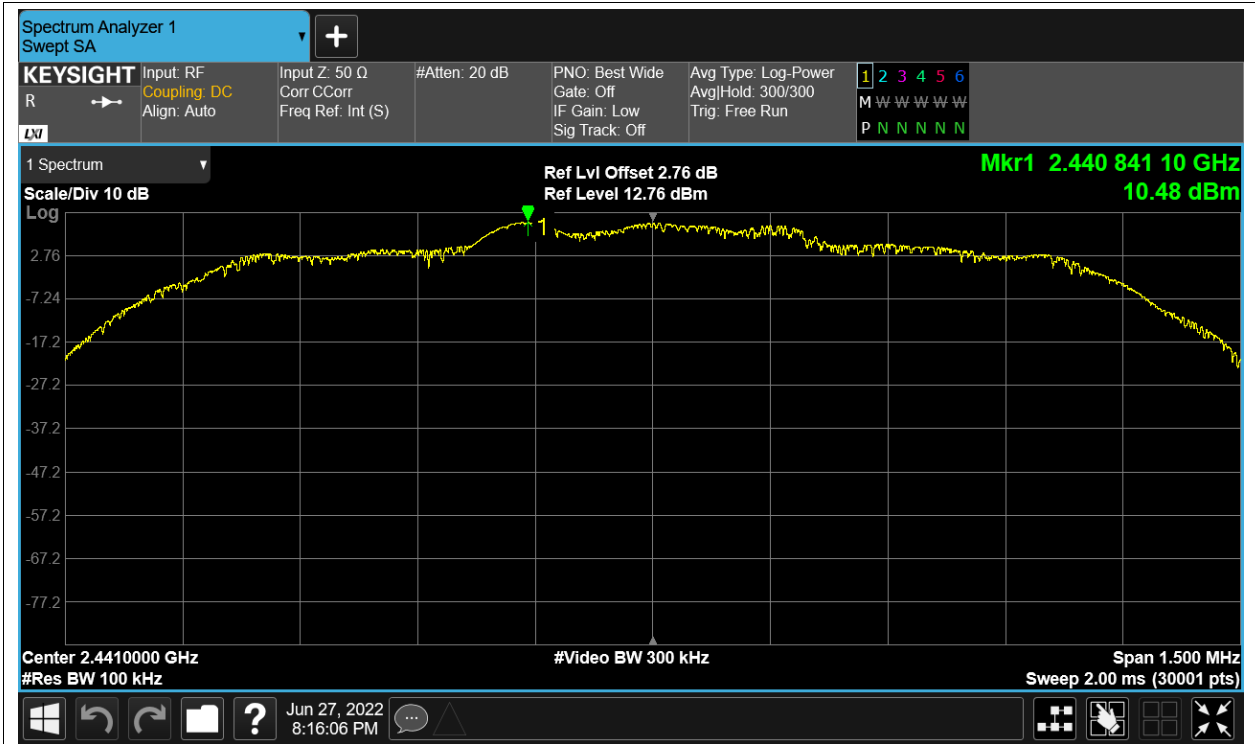 Spectrum Analyzer 1
Swept SA
KEYSIGHT
R
LXI
Input: RF
Coupling: DC
Align: Auto
Input Z: 50 Ω
Corr CCorr
Freq Ref: Int (S)
#Atten: 20 dB
PNO: Best Wide
Gate: Off
IF Gain: Low
Sig Track: Off
Avg Type: Log-Power
Avg|Hold: 300/300
Trig: Free Run
1 2 3 4 5 6
M W W W W W
P N N N N N
1 Spectrum
Scale/Div 10 dB
Log
Ref Lvl Offset 2.76 dB
Ref Level 12.76 dBm
Mkr1 2.440 841 10 GHz
10.48 dBm
1
2.76
-7.24
-17.2
-27.2
-37.2
-47.2
-57.2
-67.2
-77.2
Center 2.4410000 GHz
#Res BW 100 kHz
#Video BW 300 kHz
Span 1.500 MHz
Sweep 2.00 ms (30001 pts)
?
Jun 27, 2022
8:16:06 PM